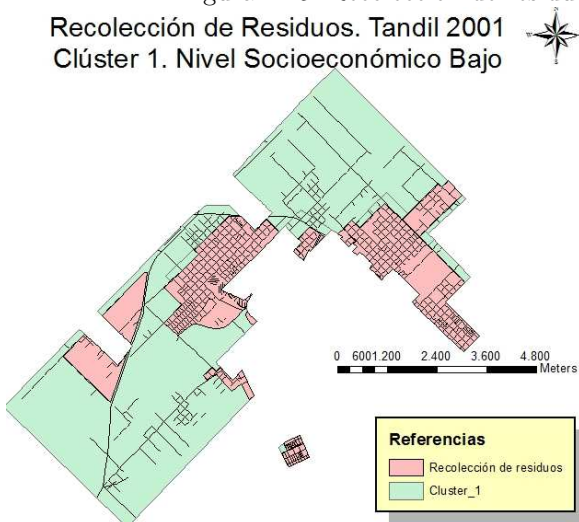 Recolección de Residuos. Tandil 2001
Clúster 1. Nivel Socioeconómico Bajo
0 6001.200 2.400 3.600 4.800
Meters
Referencias
Recolección de residuos
Cluster_1